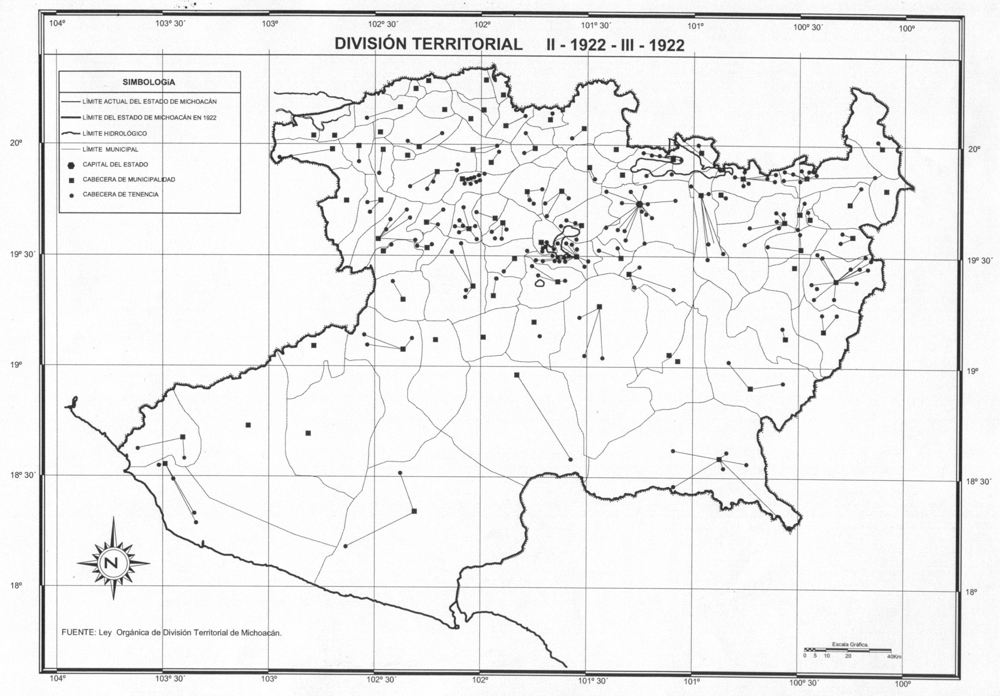 104º 103º 30´ 103º 102º 30´ 102º 101º 30´ 101º 100º 30´ 100º
DIVISIÓN TERRITORIAL II - 1922 - III - 1922
SIMBOLOGíA
LÍMITE ACTUAL DEL ESTADO DE MICHOACÁN
LÍMITE DEL ESTADO DE MICHOACÁN EN 1922
LÍMITE HIDROLÓGICO
LÍMITE MUNICIPAL
CAPITAL DEL ESTADO
CABECERA DE MUNICIPALIDAD
CABECERA DE TENENCIA
20º 20º
19º 30´ 19º 30´
19º 19º
18º 30´ 18º 30´
N
18º 18º
FUENTE: Ley Orgánica de División Territorial de Michoacán.
Escala Gráfica.
0 5 10 20 40Km
104º 103º 30´ 103º 102º 30´ 102º 101º 30´ 101º 100º 30´ 100º